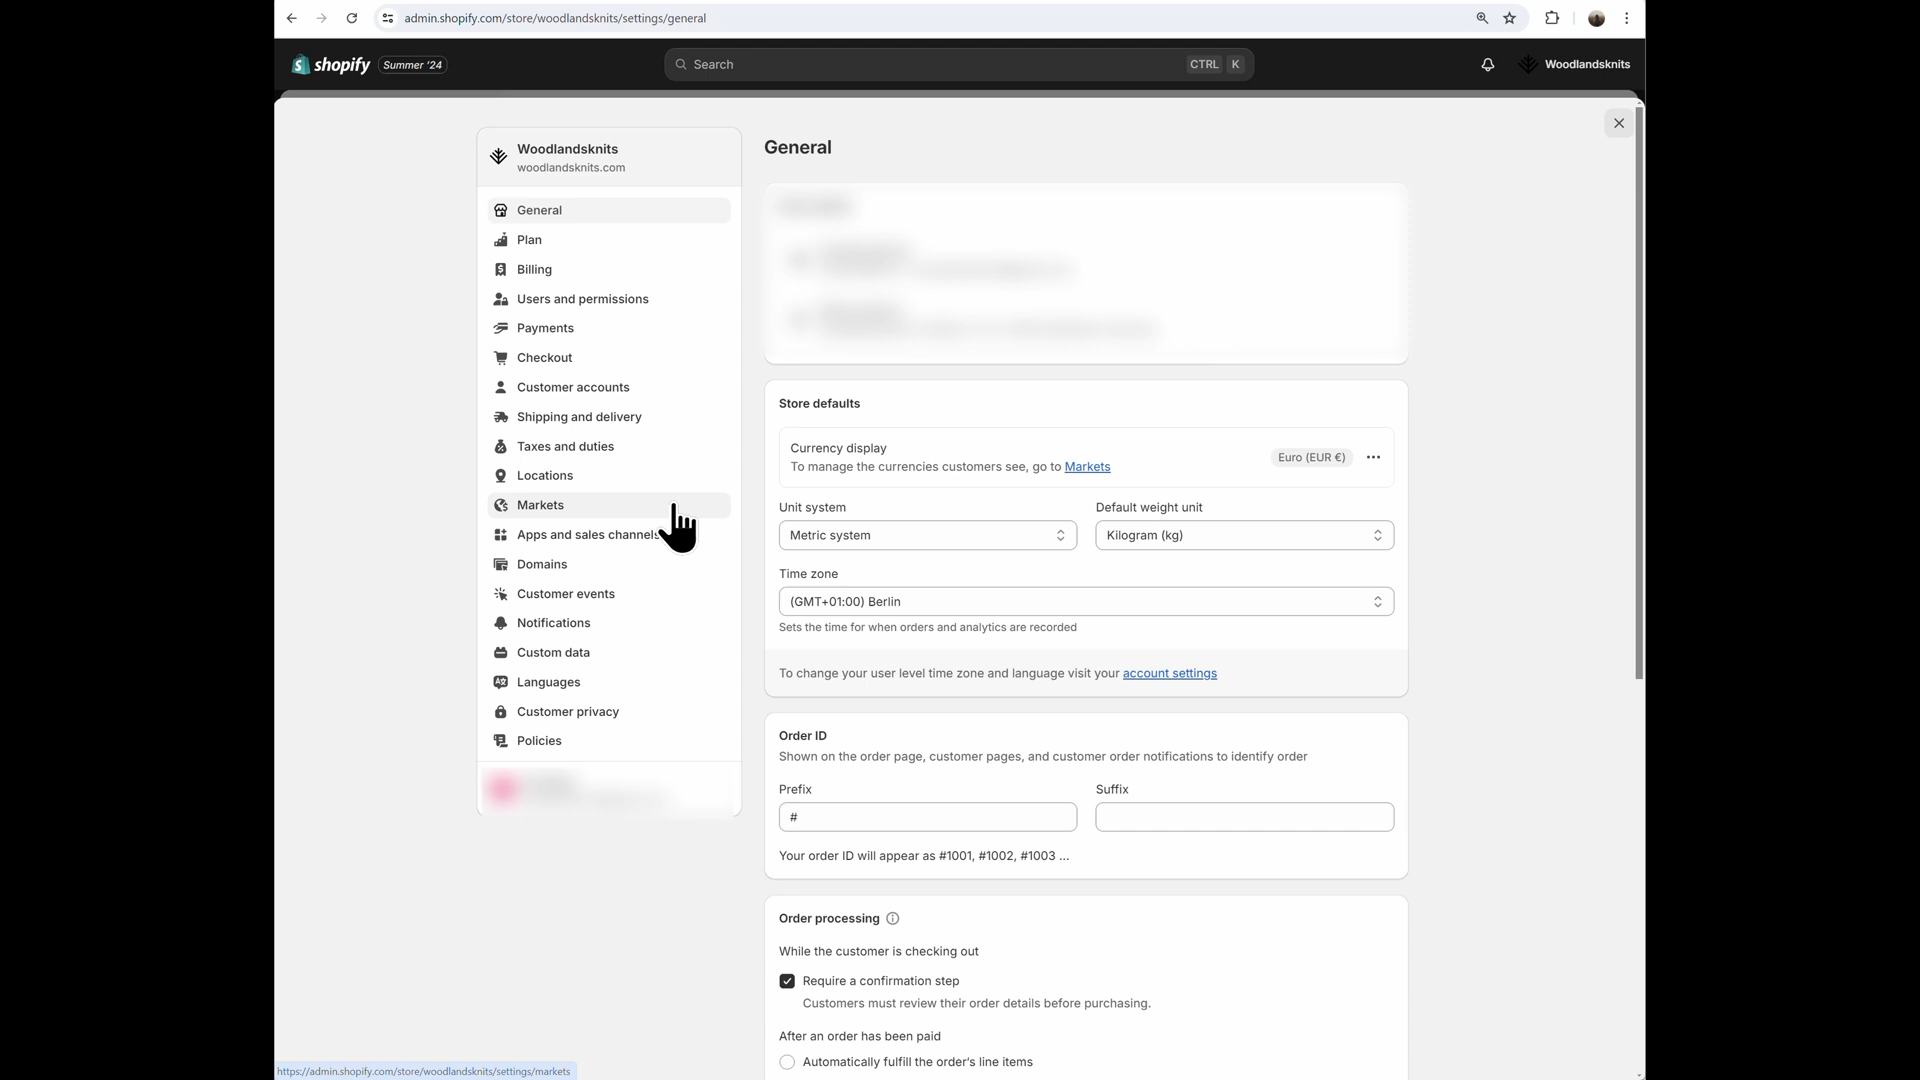 admin.shopify.com/store/woodlandsknits/settings/general
shopify
Summer '24
Search
CTRL K
Woodlandsknits
Woodlandsknits
woodlandsknits.com
General
Plan
Billing
Users and permissions
Payments
Checkout
Customer accounts
Shipping and delivery
Taxes and duties
Locations
Markets
Apps and sales channels
Domains
Customer events
Notifications
Custom data
Languages
Customer privacy
Policies
General
Store defaults
Currency display
To manage the currencies customers see, go to Markets
Euro (EUR €)
Unit system
Default weight unit
Metric system
Kilogram (kg)
Time zone
(GMT+01:00) Berlin
Sets the time for when orders and analytics are recorded
To change your user level time zone and language visit your account settings
Order ID
Shown on the order page, customer pages, and customer order notifications to identify order
Prefix
Suffix
#
Your order ID will appear as #1001, #1002, #1003 ...
Order processing
While the customer is checking out
Require a confirmation step
Customers must review their order details before purchasing.
After an order has been paid
Automatically fulfill the order's line items
https://admin.shopify.com/store/woodlandsknits/settings/markets